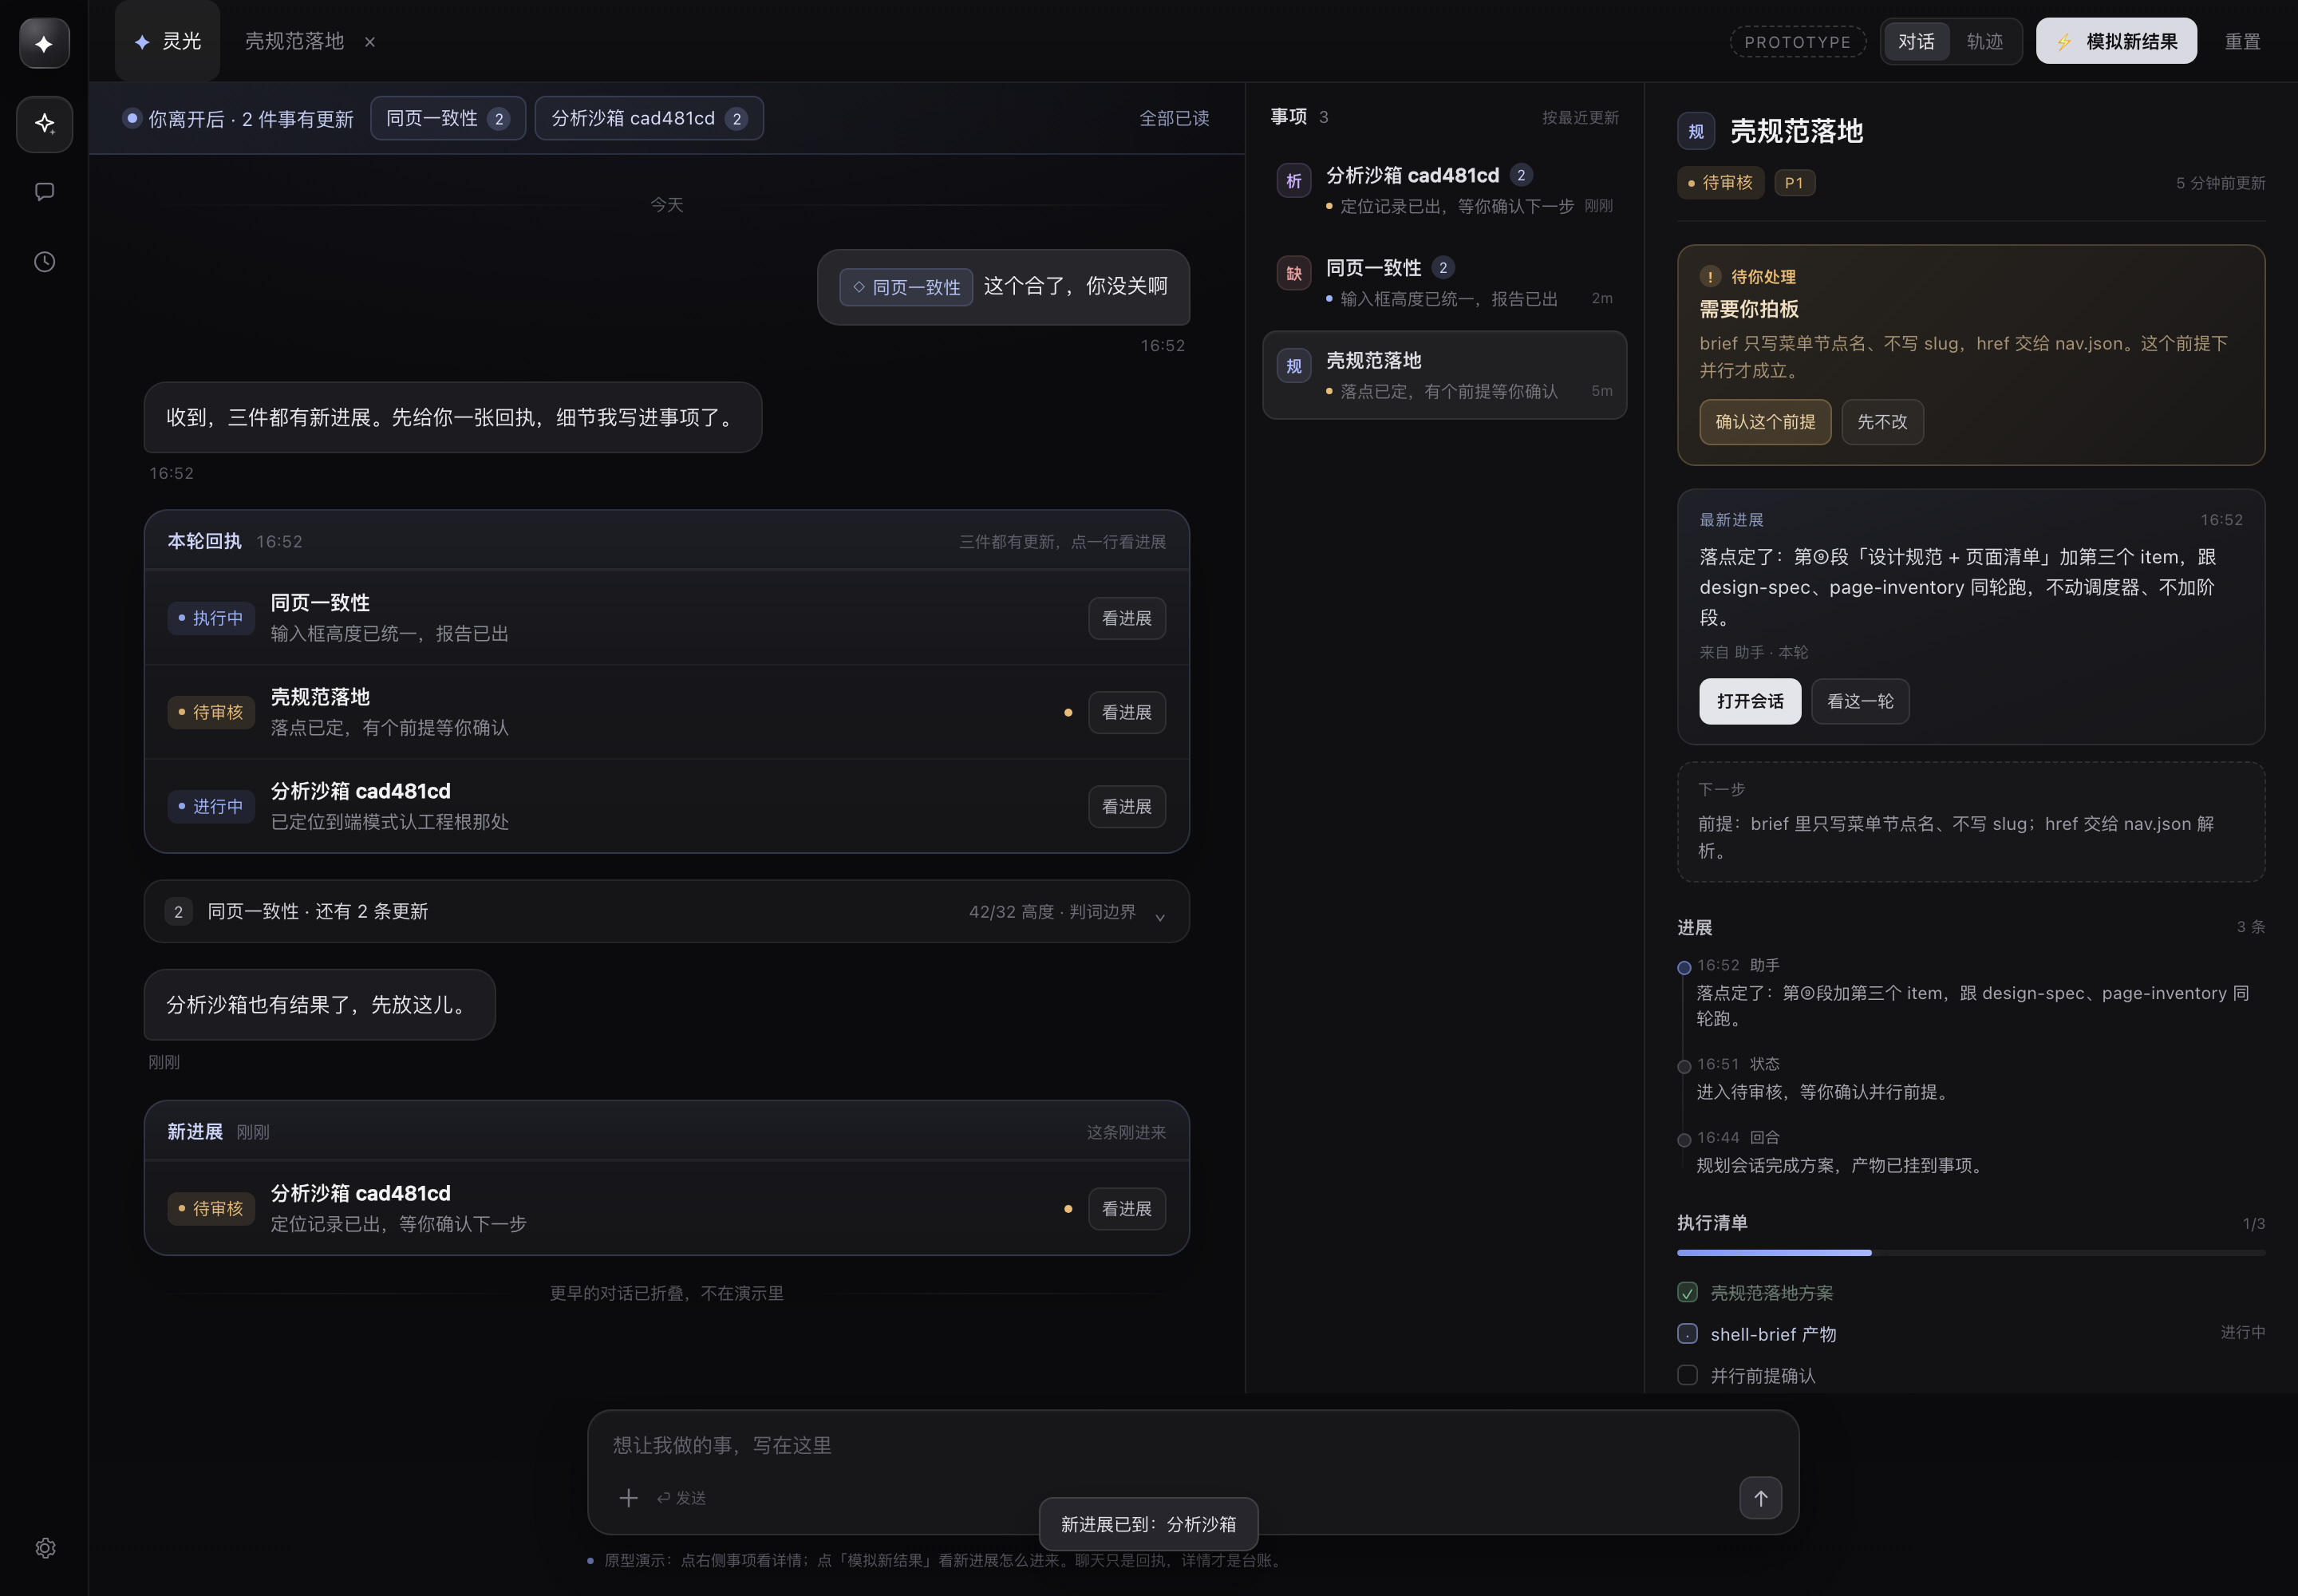 灵光
壳规范落地 ×
PROTOTYPE
对话
轨迹
⚡ 模拟新结果
重置
你离开后 · 2 件事有更新
同页一致性 2
分析沙箱 cad481cd 2
全部已读
今天
◇ 同页一致性 这个合了，你没关啊
16:52
收到，三件都有新进展。先给你一张回执，细节我写进事项了。
16:52
本轮回执 16:52
三件都有更新，点一行看进展
执行中
同页一致性
输入框高度已统一，报告已出
看进展
待审核
壳规范落地
落点已定，有个前提等你确认
看进展
进行中
分析沙箱 cad481cd
已定位到端模式认工程根那处
看进展
2 同页一致性 · 还有 2 条更新
42/32 高度 · 判词边界
分析沙箱也有结果了，先放这儿。
刚刚
新进展 刚刚
这条刚进来
待审核
分析沙箱 cad481cd
定位记录已出，等你确认下一步
看进展
更早的对话已折叠，不在演示里
事项 3
按最近更新
析
分析沙箱 cad481cd 2
定位记录已出，等你确认下一步 刚刚
缺
同页一致性 2
输入框高度已统一，报告已出 2m
规
壳规范落地
落点已定，有个前提等你确认 5m
规 壳规范落地
待审核 P1
5 分钟前更新
! 待你处理
需要你拍板
brief 只写菜单节点名、不写 slug，href 交给 nav.json。这个前提下
并行才成立。
确认这个前提
先不改
最新进展 16:52
落点定了：第⑨段「设计规范 + 页面清单」加第三个 item，跟
design-spec、page-inventory 同轮跑，不动调度器、不加阶
段。
来自 助手 · 本轮
打开会话
看这一轮
下一步
前提：brief 里只写菜单节点名、不写 slug；href 交给 nav.json 解
析。
进展 3 条
16:52 助手
落点定了：第⑨段加第三个 item，跟 design-spec、page-inventory 同
轮跑。
16:51 状态
进入待审核，等你确认并行前提。
16:44 回合
规划会话完成方案，产物已挂到事项。
执行清单 1/3
壳规范落地方案
shell-brief 产物 进行中
并行前提确认
想让我做的事，写在这里
⏎ 发送
新进展已到：分析沙箱
原型演示：点右侧事项看详情；点「模拟新结果」看新进展怎么进来。聊天只是回执，详情才是台账。